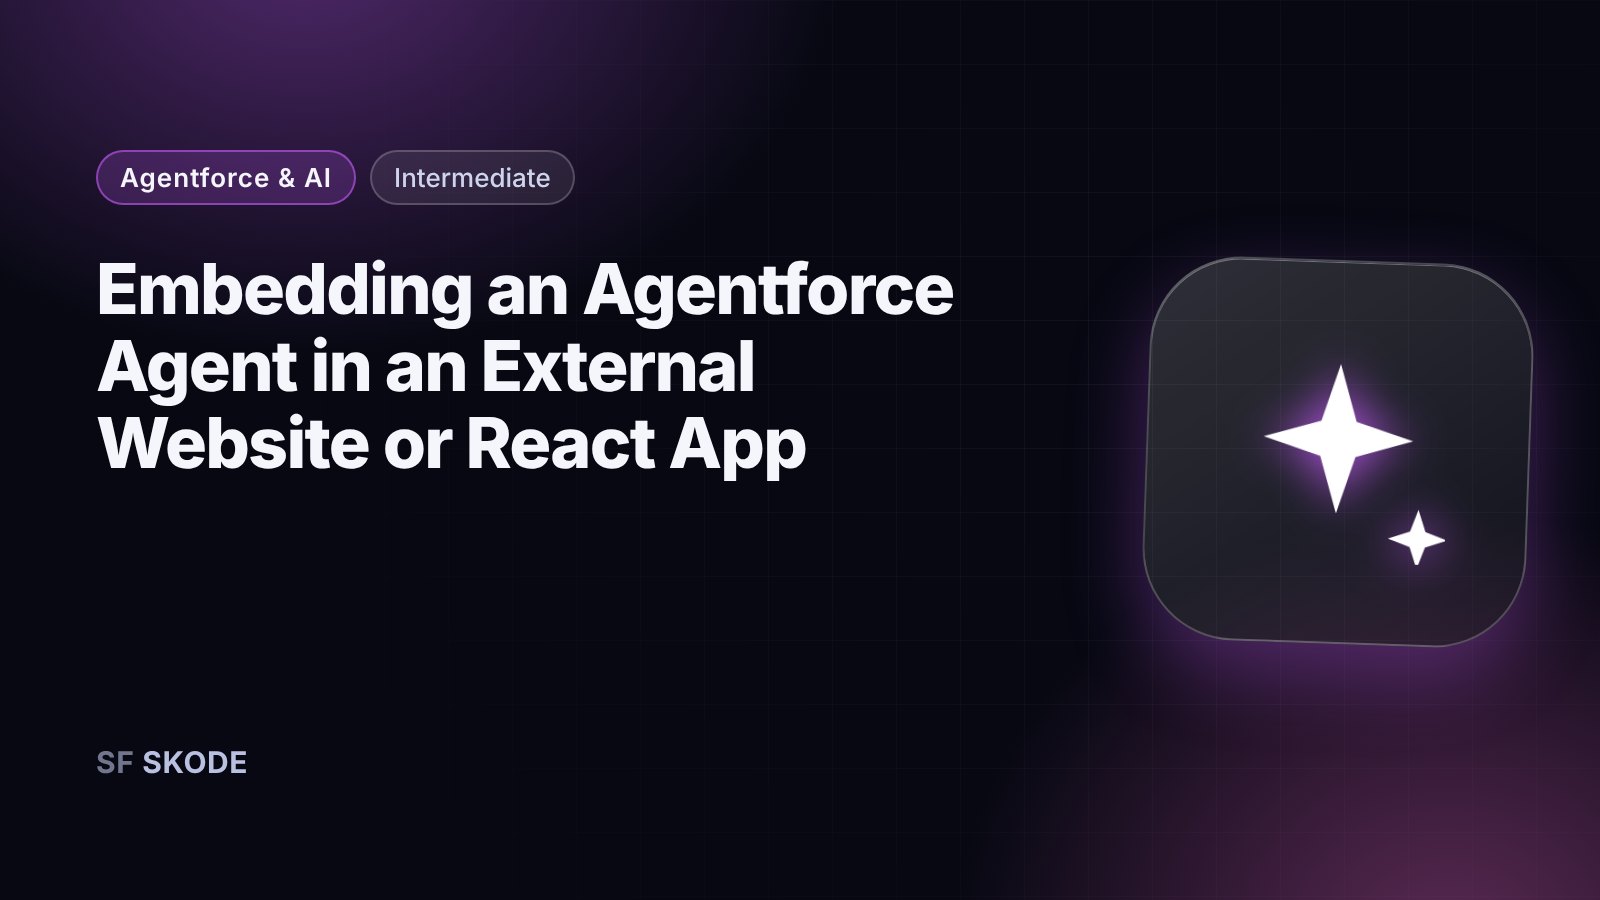 Agentforce & AI
Intermediate
Embedding an Agentforce
Agent in an External
Website or React App
SF SKODE